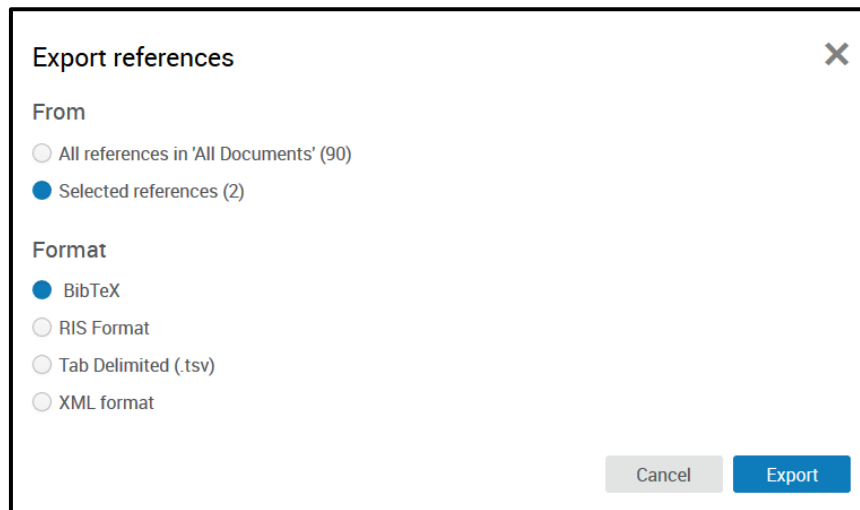 Export references
From
All references in 'All Documents' (90)
Selected references (2)
Format
BibTeX
RIS Format
Tab Delimited (.tsv)
XML format
Cancel Export